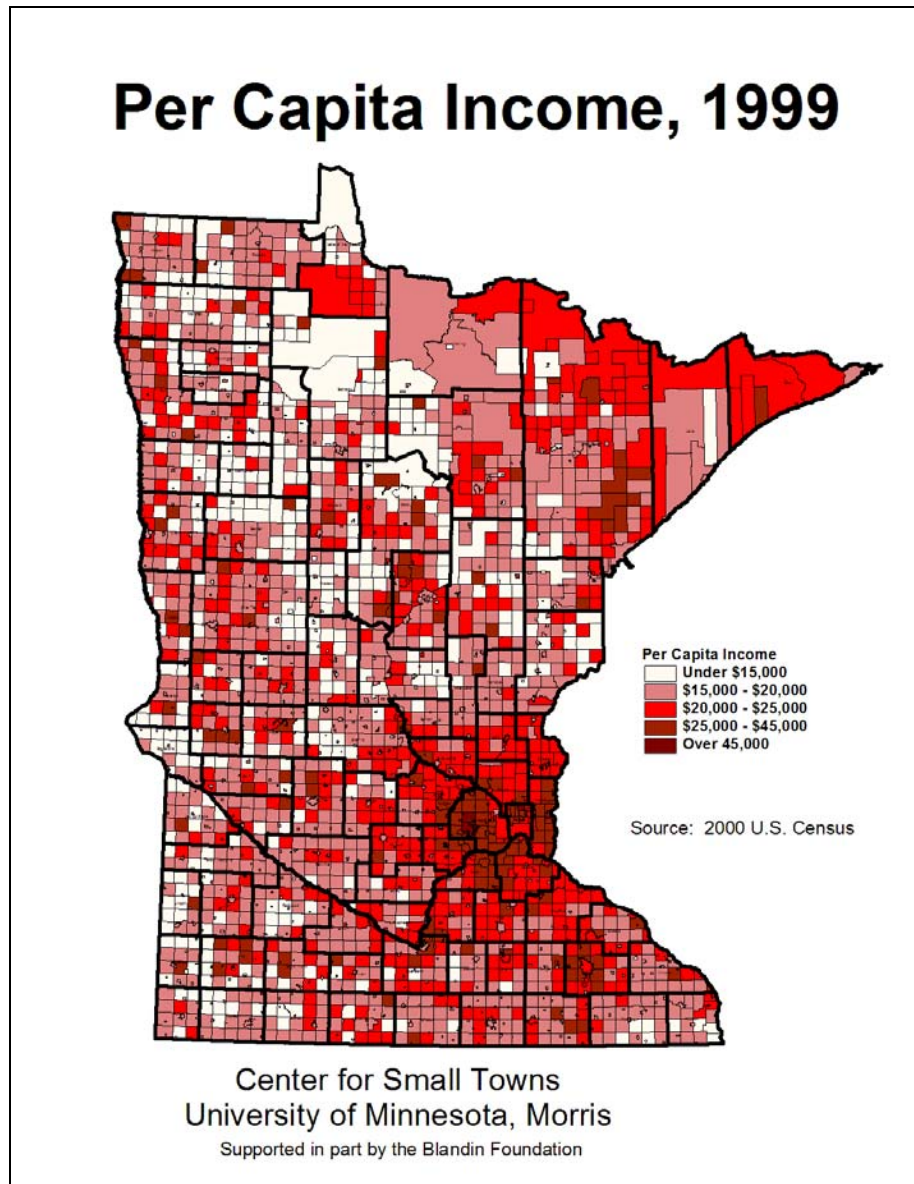 Per Capita Income, 1999
Per Capita Income
Under $15,000
$15,000 - $20,000
$20,000 - $25,000
$25,000 - $45,000
Over 45,000
Source: 2000 U.S. Census
Center for Small Towns
University of Minnesota, Morris
Supported in part by the Blandin Foundation